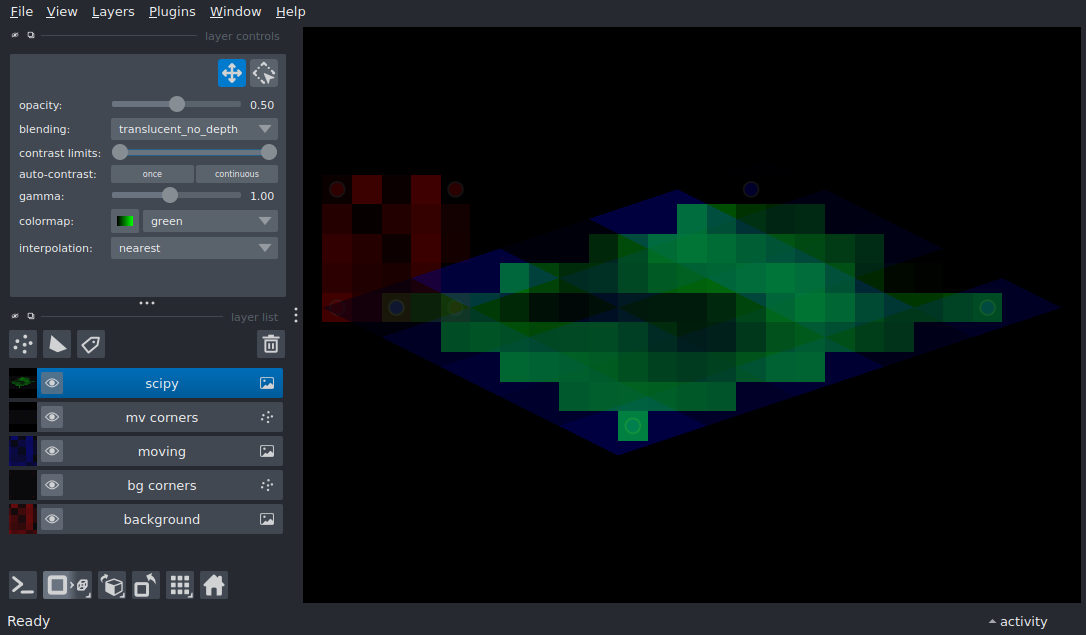 File View Layers Plugins Window Help
layer controls
opacity: 0.50
blending: translucent_no_depth
contrast limits:
auto-contrast: once continuous
gamma: 1.00
colormap: green
interpolation: nearest
layer list
scipy
mv corners
moving
bg corners
background
Ready
activity